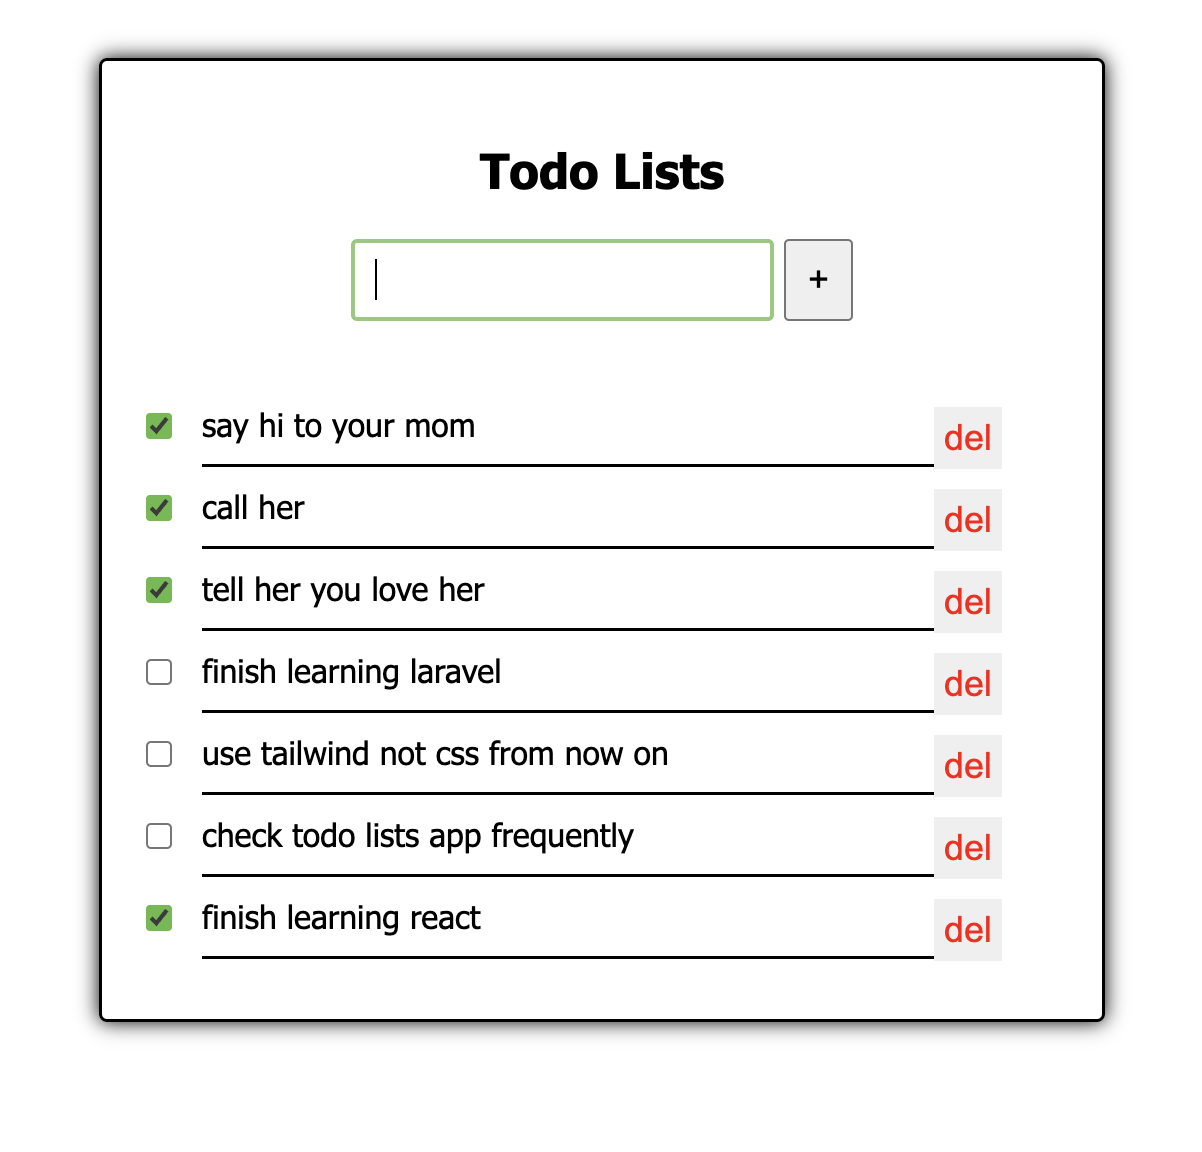 Todo Lists
+
say hi to your mom del
call her del
tell her you love her del
finish learning laravel del
use tailwind not css from now on del
check todo lists app frequently del
finish learning react del